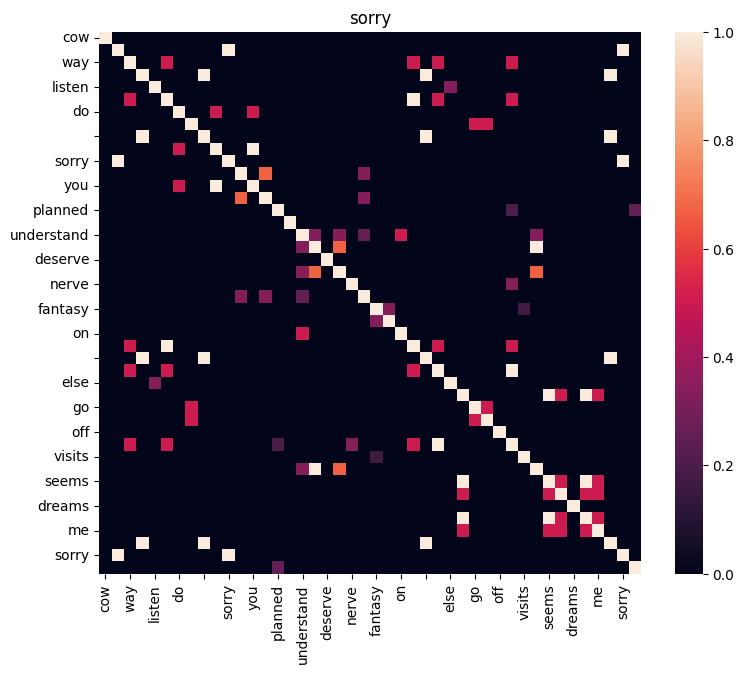 sorry
cow
way
listen
do
sorry
you
planned
understand
deserve
nerve
fantasy
on
else
go
off
visits
seems
dreams
me
sorry
1.0
0.8
0.6
0.4
0.2
0.0
cow
way
listen
do
sorry
you
planned
understand
deserve
nerve
fantasy
on
else
go
off
visits
seems
dreams
me
sorry